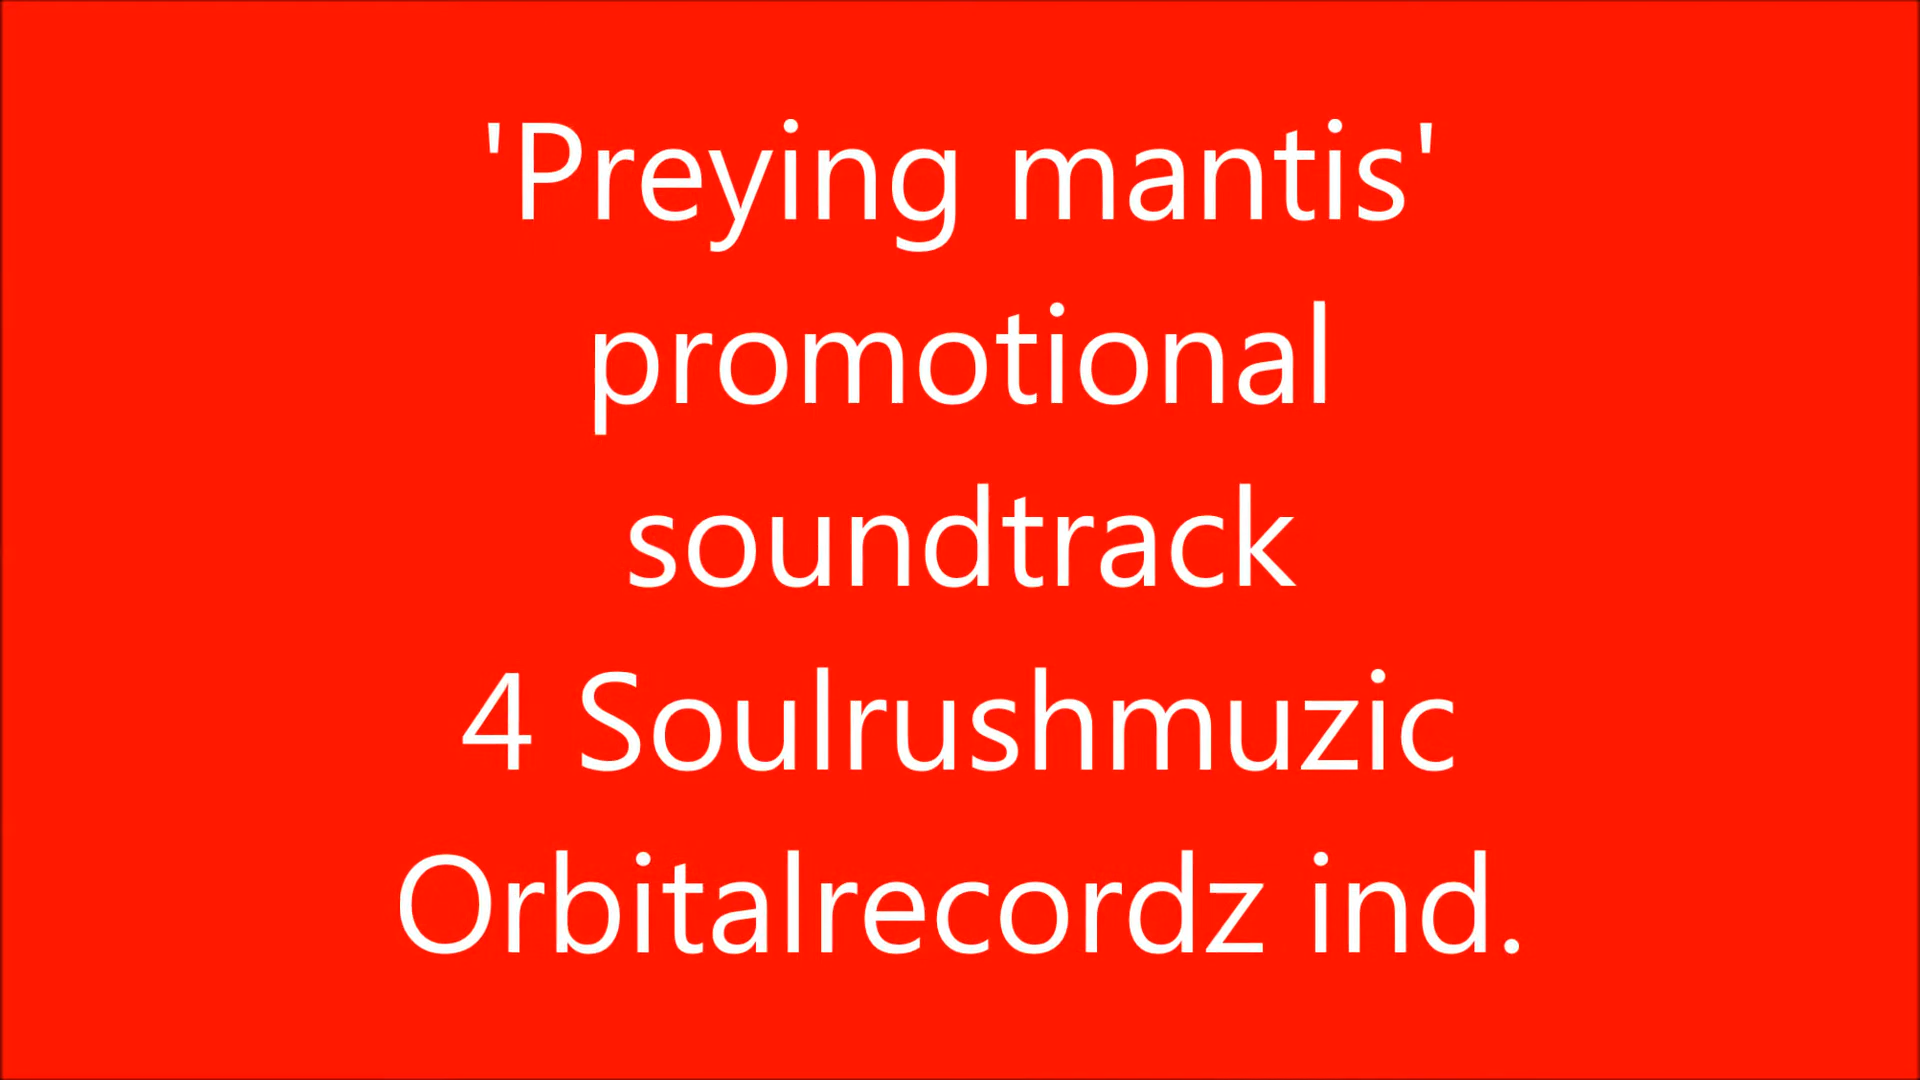 'Preying mantis'
promotional
soundtrack
4 Soulrushmuzic
Orbitalrecordz ind.